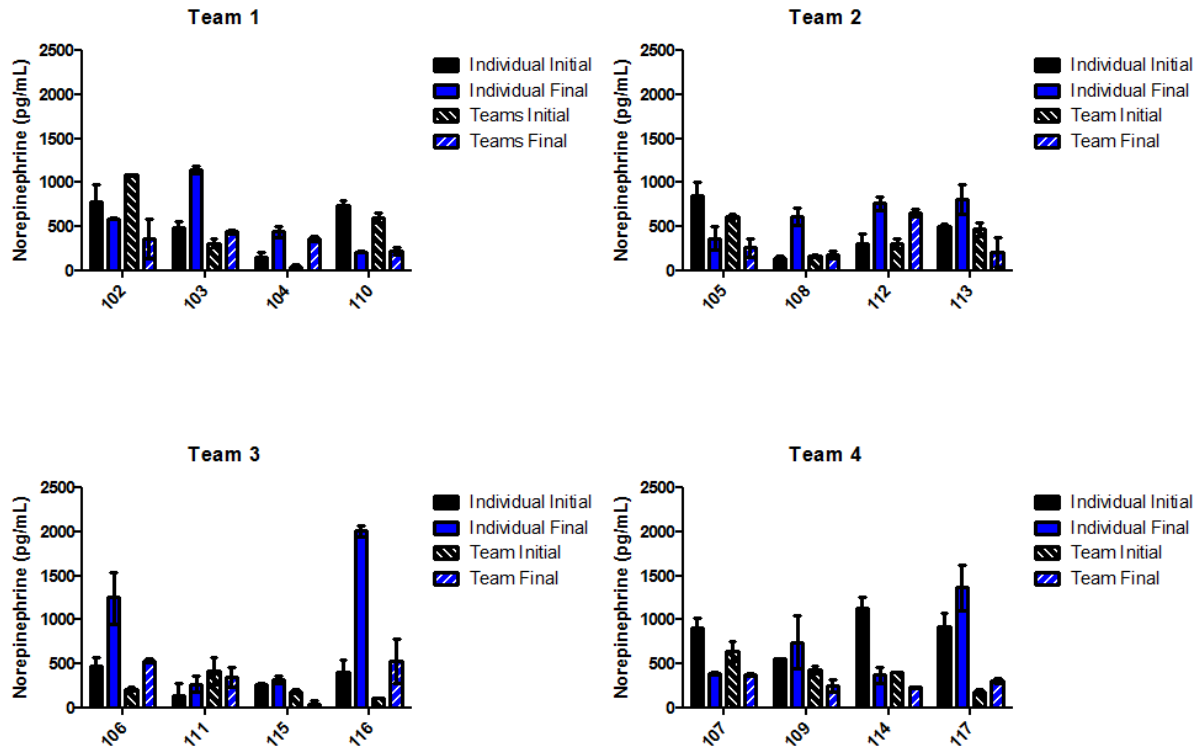 Team 1
Norepinephrine (pg/mL)
2500
2000
1500
1000
500
0
102
103
104
110
Individual Initial
Individual Final
Teams Initial
Teams Final
Team 2
Norepinephrine (pg/mL)
2500
2000
1500
1000
500
0
105
108
112
113
Individual Initial
Individual Final
Team Initial
Team Final
Team 3
Norepinephrine (pg/mL)
2500
2000
1500
1000
500
0
106
111
115
116
Individual Initial
Individual Final
Team Initial
Team Final
Team 4
Norepinephrine (pg/mL)
2500
2000
1500
1000
500
0
107
109
114
117
Individual Initial
Individual Final
Team Initial
Team Final